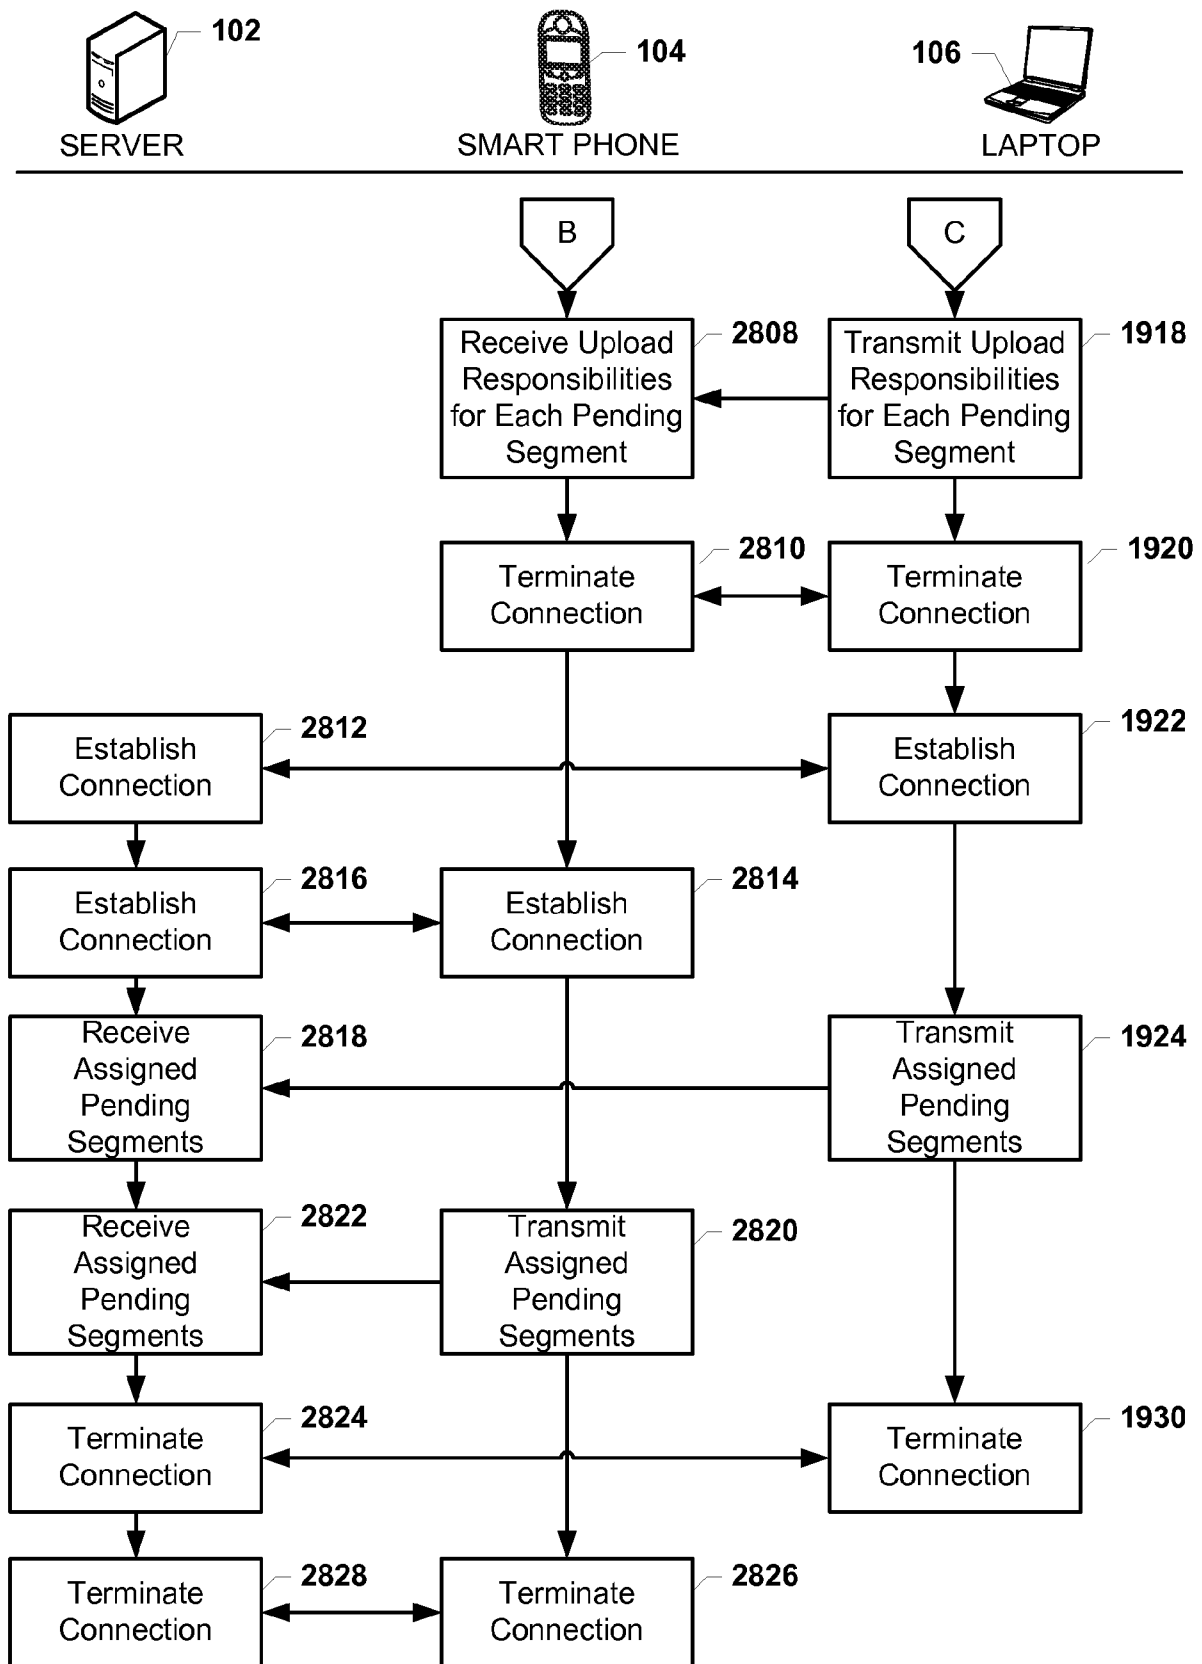 102
104
106
SERVER
SMART PHONE
LAPTOP
B
C
Receive Upload
Responsibilities
for Each Pending
Segment
2808
Transmit Upload
Responsibilities
for Each Pending
Segment
1918
Terminate
Connection
2810
Terminate
Connection
1920
Establish
Connection
2812
Establish
Connection
1922
Establish
Connection
2816
Establish
Connection
2814
Receive
Assigned
Pending
Segments
2818
Transmit
Assigned
Pending
Segments
1924
Receive
Assigned
Pending
Segments
2822
Transmit
Assigned
Pending
Segments
2820
Terminate
Connection
2824
Terminate
Connection
1930
Terminate
Connection
2828
Terminate
Connection
2826